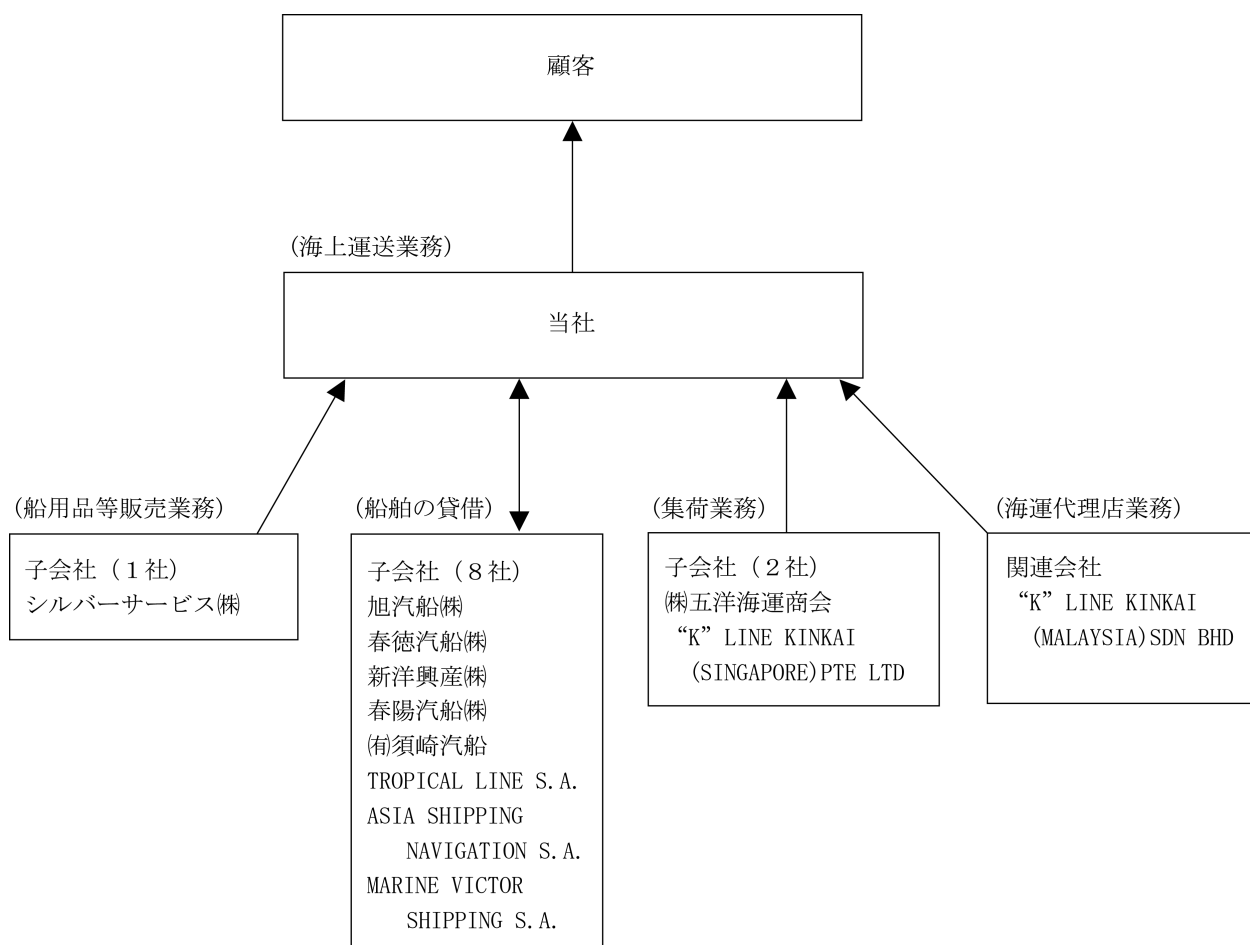 顧客
(海上運送業務)
当社
(船用品等販売業務)
子会社（１社）
シルバーサービス㈱
(船舶の貸借)
子会社（８社）
旭汽船㈱
春徳汽船㈱
新洋興産㈱
春陽汽船㈱
㈲須崎汽船
TROPICAL LINE S.A.
ASIA SHIPPING
NAVIGATION S.A.
MARINE VICTOR
SHIPPING S.A.
(集荷業務)
子会社（２社）
㈱五洋海運商会
“K” LINE KINKAI
(SINGAPORE)PTE LTD
(海運代理店業務)
関連会社
“K” LINE KINKAI
(MALAYSIA)SDN BHD